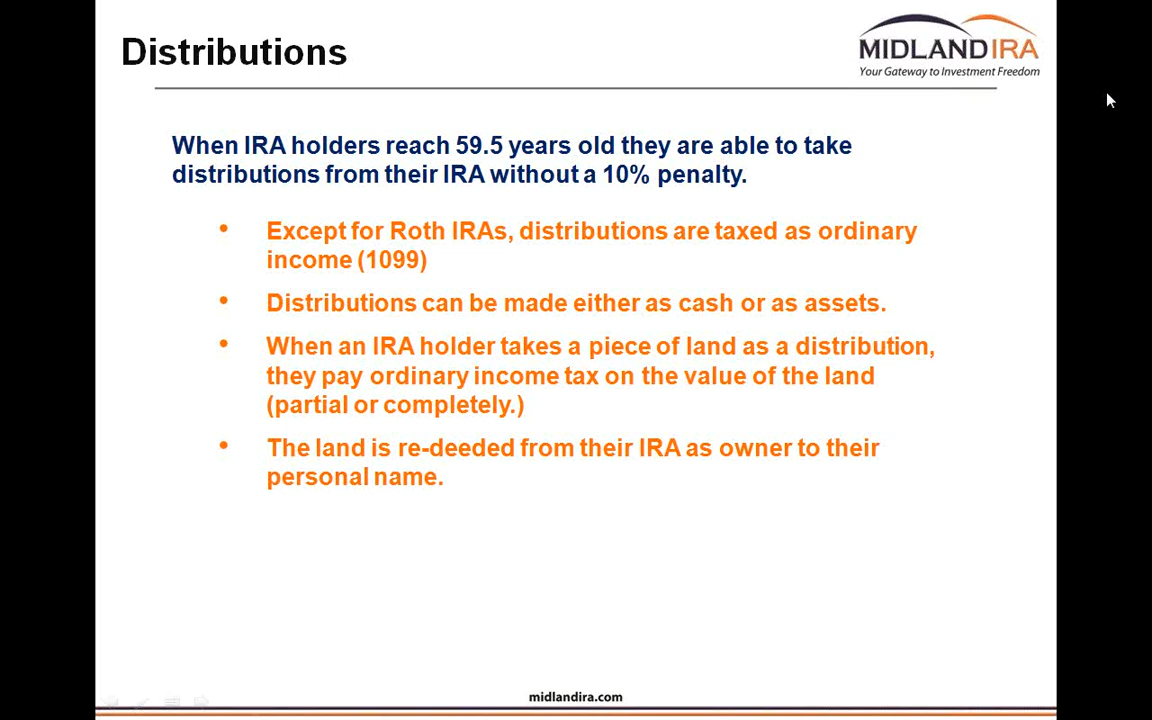 Distributions
MIDLANDIRA
Your Gateway to Investment Freedom
When IRA holders reach 59.5 years old they are able to take
distributions from their IRA without a 10% penalty.
• Except for Roth IRAs, distributions are taxed as ordinary
income (1099)
• Distributions can be made either as cash or as assets.
• When an IRA holder takes a piece of land as a distribution,
they pay ordinary income tax on the value of the land
(partial or completely.)
• The land is re-deeded from their IRA as owner to their
personal name.
midlandira.com